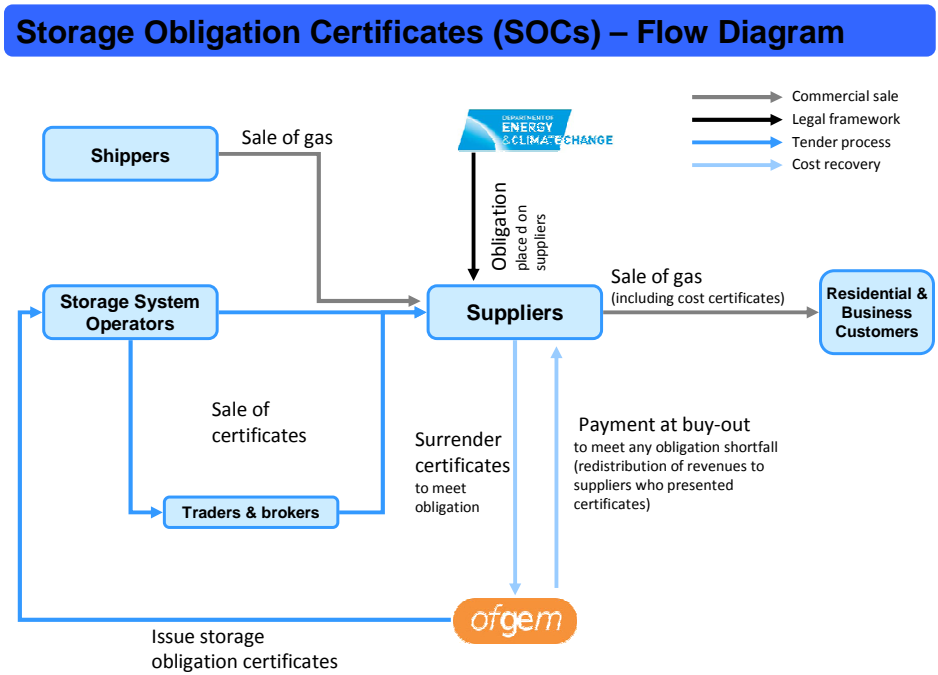 Storage Obligation Certificates (SOCs) – Flow Diagram
Commercial sale
Legal framework
Tender process
Cost recovery
DEPARTMENT OF
ENERGY
& CLIMATE CHANGE
Shippers
Sale of gas
Obligation
place d on
suppliers
Storage System
Operators
Suppliers
Sale of gas
(including cost certificates)
Residential &
Business
Customers
Sale of
certificates
Surrender
certificates
to meet
obligation
Payment at buy-out
to meet any obligation shortfall
(redistribution of revenues to
suppliers who presented
certificates)
Traders & brokers
ofgem
Issue storage
obligation certificates